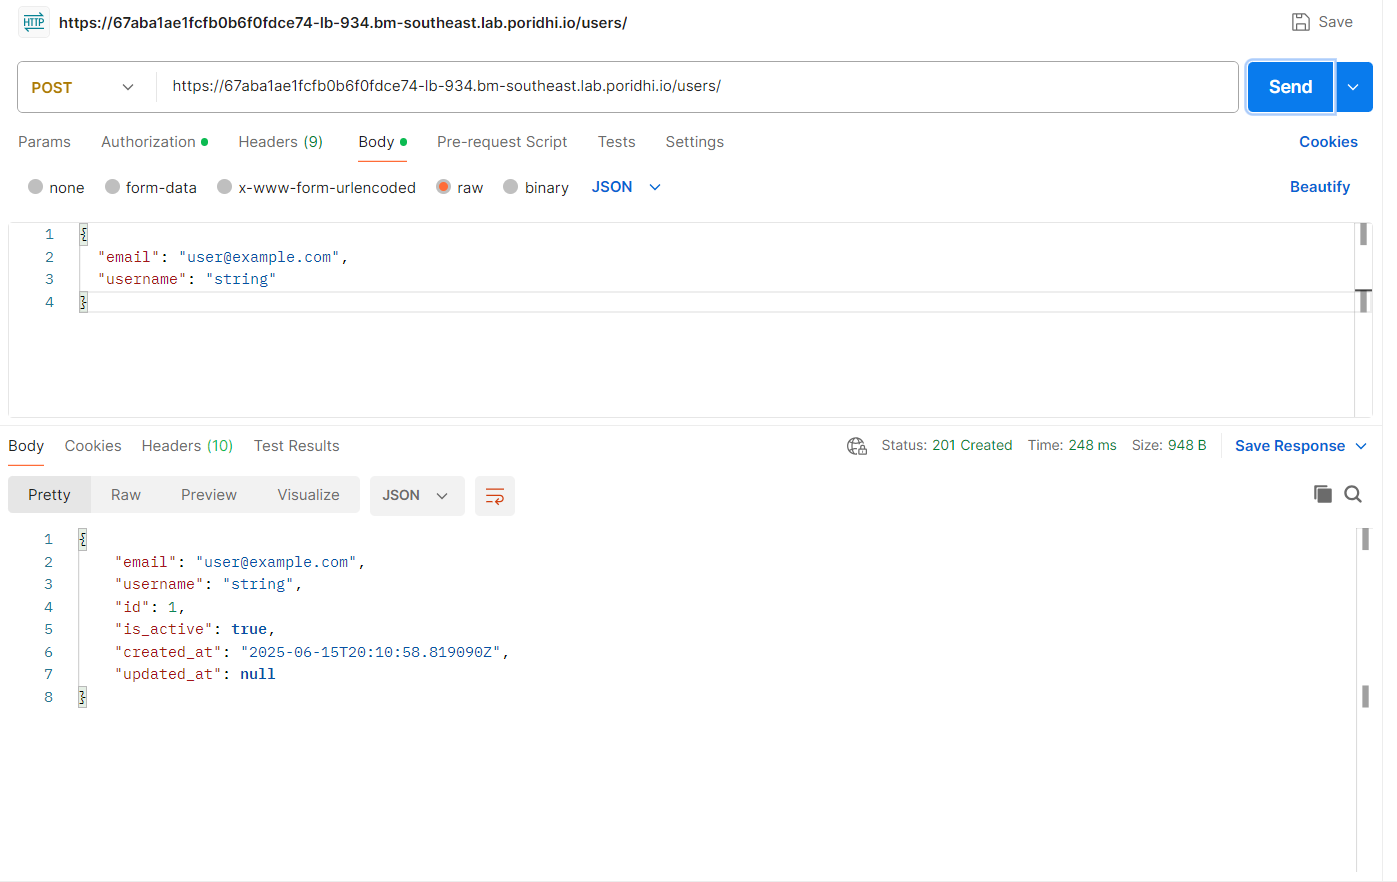 HTTP https://67aba1ae1fcfb0b6f0fdce74-lb-934.bm-southeast.lab.poridhi.io/users/ Save
POST https://67aba1ae1fcfb0b6f0fdce74-lb-934.bm-southeast.lab.poridhi.io/users/ Send
Params Authorization Headers (9) Body Pre-request Script Tests Settings Cookies
none form-data x-www-form-urlencoded raw binary JSON Beautify
1 {
2 "email": "user@example.com",
3 "username": "string"
4 }
Body Cookies Headers (10) Test Results Status: 201 Created Time: 248 ms Size: 948 B Save Response
Pretty Raw Preview Visualize JSON
1 {
2 "email": "user@example.com",
3 "username": "string",
4 "id": 1,
5 "is_active": true,
6 "created_at": "2025-06-15T20:10:58.819090Z",
7 "updated_at": null
8 }